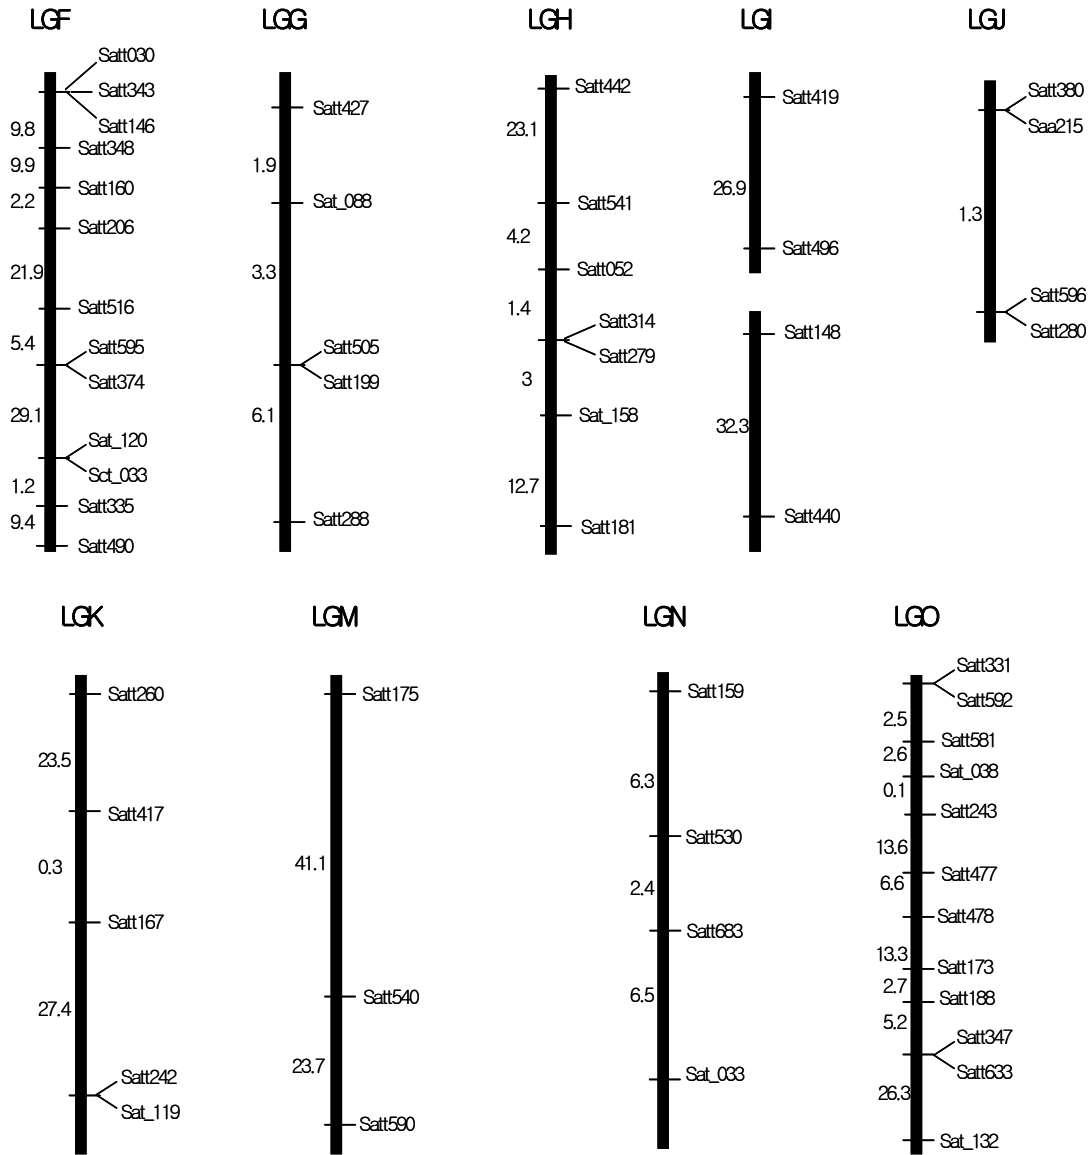 LGF
Satt030
Satt343
Satt146
9.8
Satt348
9.9
Satt160
2.2
Satt206
21.9
Satt516
5.4
Satt595
Satt374
29.1
Sat_120
Sct_033
1.2
Satt335
9.4
Satt490
LGG
Satt427
1.9
Sat_088
3.3
Satt505
Satt199
6.1
Satt288
LGH
Satt442
23.1
Satt541
4.2
Satt052
1.4
Satt314
Satt279
3
Sat_158
12.7
Satt181
LGI
Satt419
26.9
Satt496
Satt148
32.3
Satt440
LGJ
Satt380
Saa215
1.3
Satt596
Satt280
LGK
Satt260
23.5
Satt417
0.3
Satt167
27.4
Satt242
Sat_119
LGM
Satt175
41.1
Satt540
23.7
Satt590
LGN
Satt159
6.3
Satt530
2.4
Satt683
6.5
Sat_033
LGO
Satt331
Satt592
2.5
Satt581
2.6
Sat_038
0.1
Satt243
13.6
Satt477
6.6
Satt478
13.3
Satt173
2.7
Satt188
5.2
Satt347
Satt633
26.3
Sat_132